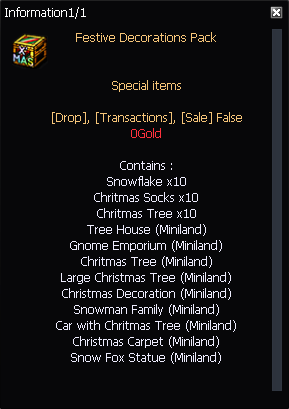 Information1/1
Festive Decorations Pack
X
MAS
Special items
[Drop], [Transactions], [Sale] False
0Gold
Contains :
Snowflake x10
Chritmas Socks x10
Chritmas Tree x10
Tree House (Miniland)
Gnome Emporium (Miniland)
Chritmas Tree (Miniland)
Large Christmas Tree (Miniland)
Christmas Decoration (Miniland)
Snowman Family (Miniland)
Car with Chritmas Tree (Miniland)
Christmas Carpet (Miniland)
Snow Fox Statue (Miniland)